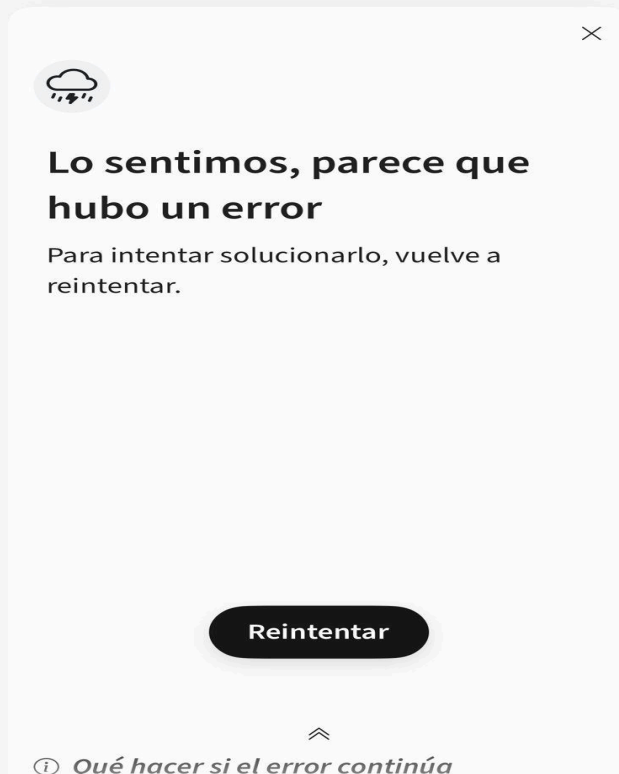 Lo sentimos, parece que
hubo un error
Para intentar solucionarlo, vuelve a
reintentar.
Reintentar
Qué hacer si el error continúa